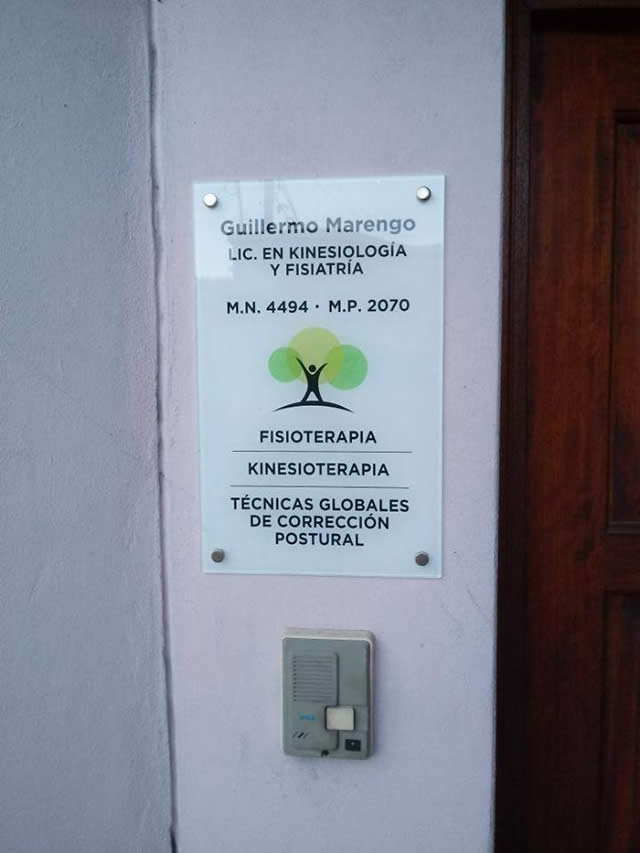 Guillermo Marengo
LIC. EN KINESIOLOGÍA
Y FISIATRÍA
M.N. 4494 · M.P. 2070
FISIOTERAPIA
KINESIOTERAPIA
TÉCNICAS GLOBALES
DE CORRECCIÓN
POSTURAL